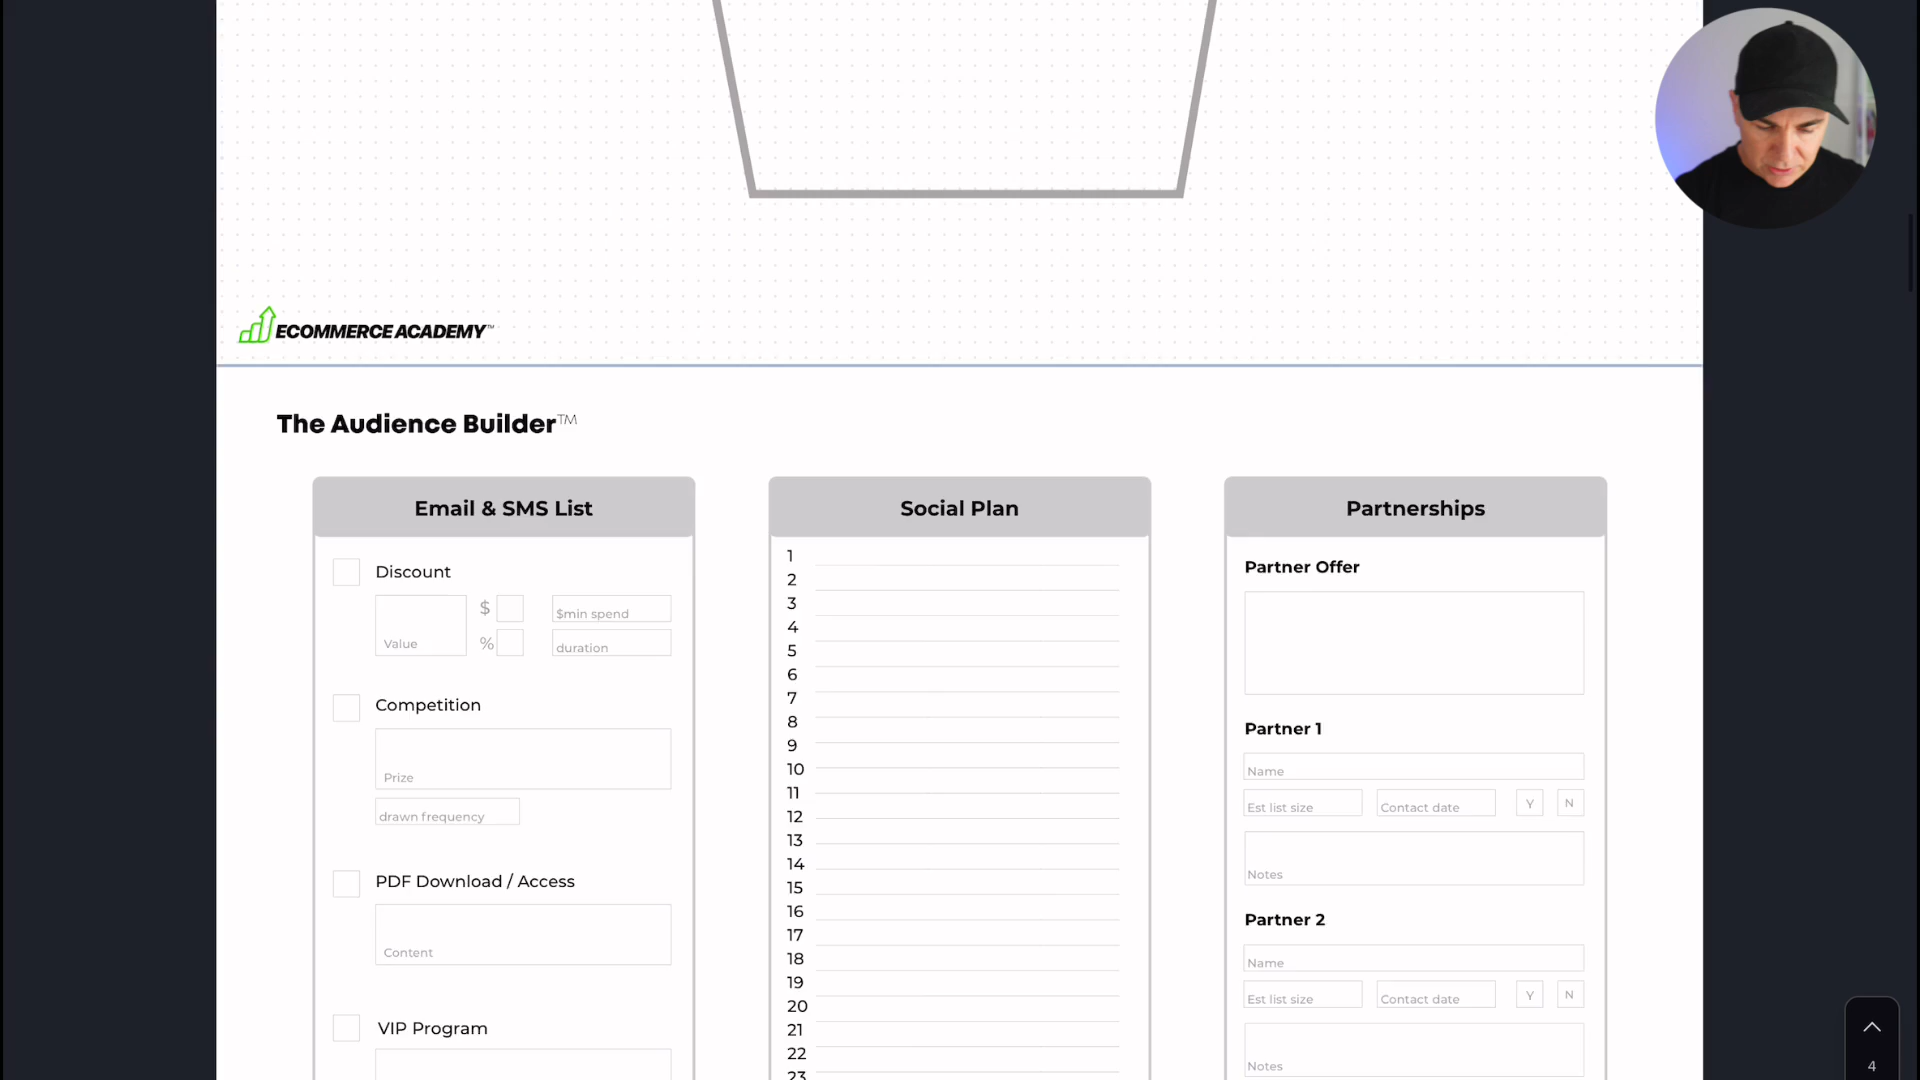 ECOMMERCE ACADEMY™
The Audience Builder™
Email & SMS List
Discount
Value
$
%
$min spend
duration
Competition
Prize
drawn frequency
PDF Download / Access
Content
VIP Program
Social Plan
1
2
3
4
5
6
7
8
9
10
11
12
13
14
15
16
17
18
19
20
21
22
23
Partnerships
Partner Offer
Partner 1
Name
Est list size
Contact date
Y
N
Notes
Partner 2
Name
Est list size
Contact date
Y
N
Notes
4